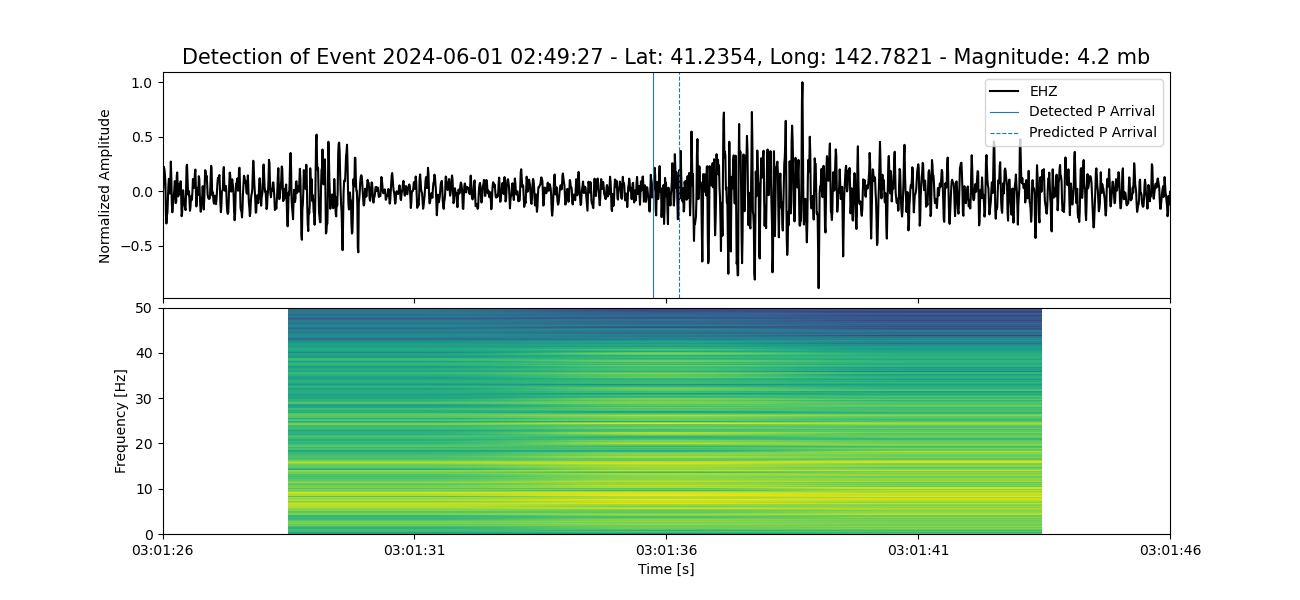 Detection of Event 2024-06-01 02:49:27 - Lat: 41.2354, Long: 142.7821 - Magnitude: 4.2 mb
Normalized Amplitude
1.0
0.5
0.0
−0.5
EHZ
Detected P Arrival
Predicted P Arrival
Frequency [Hz]
50
40
30
20
10
0
03:01:26 03:01:31 03:01:36 03:01:41 03:01:46
Time [s]